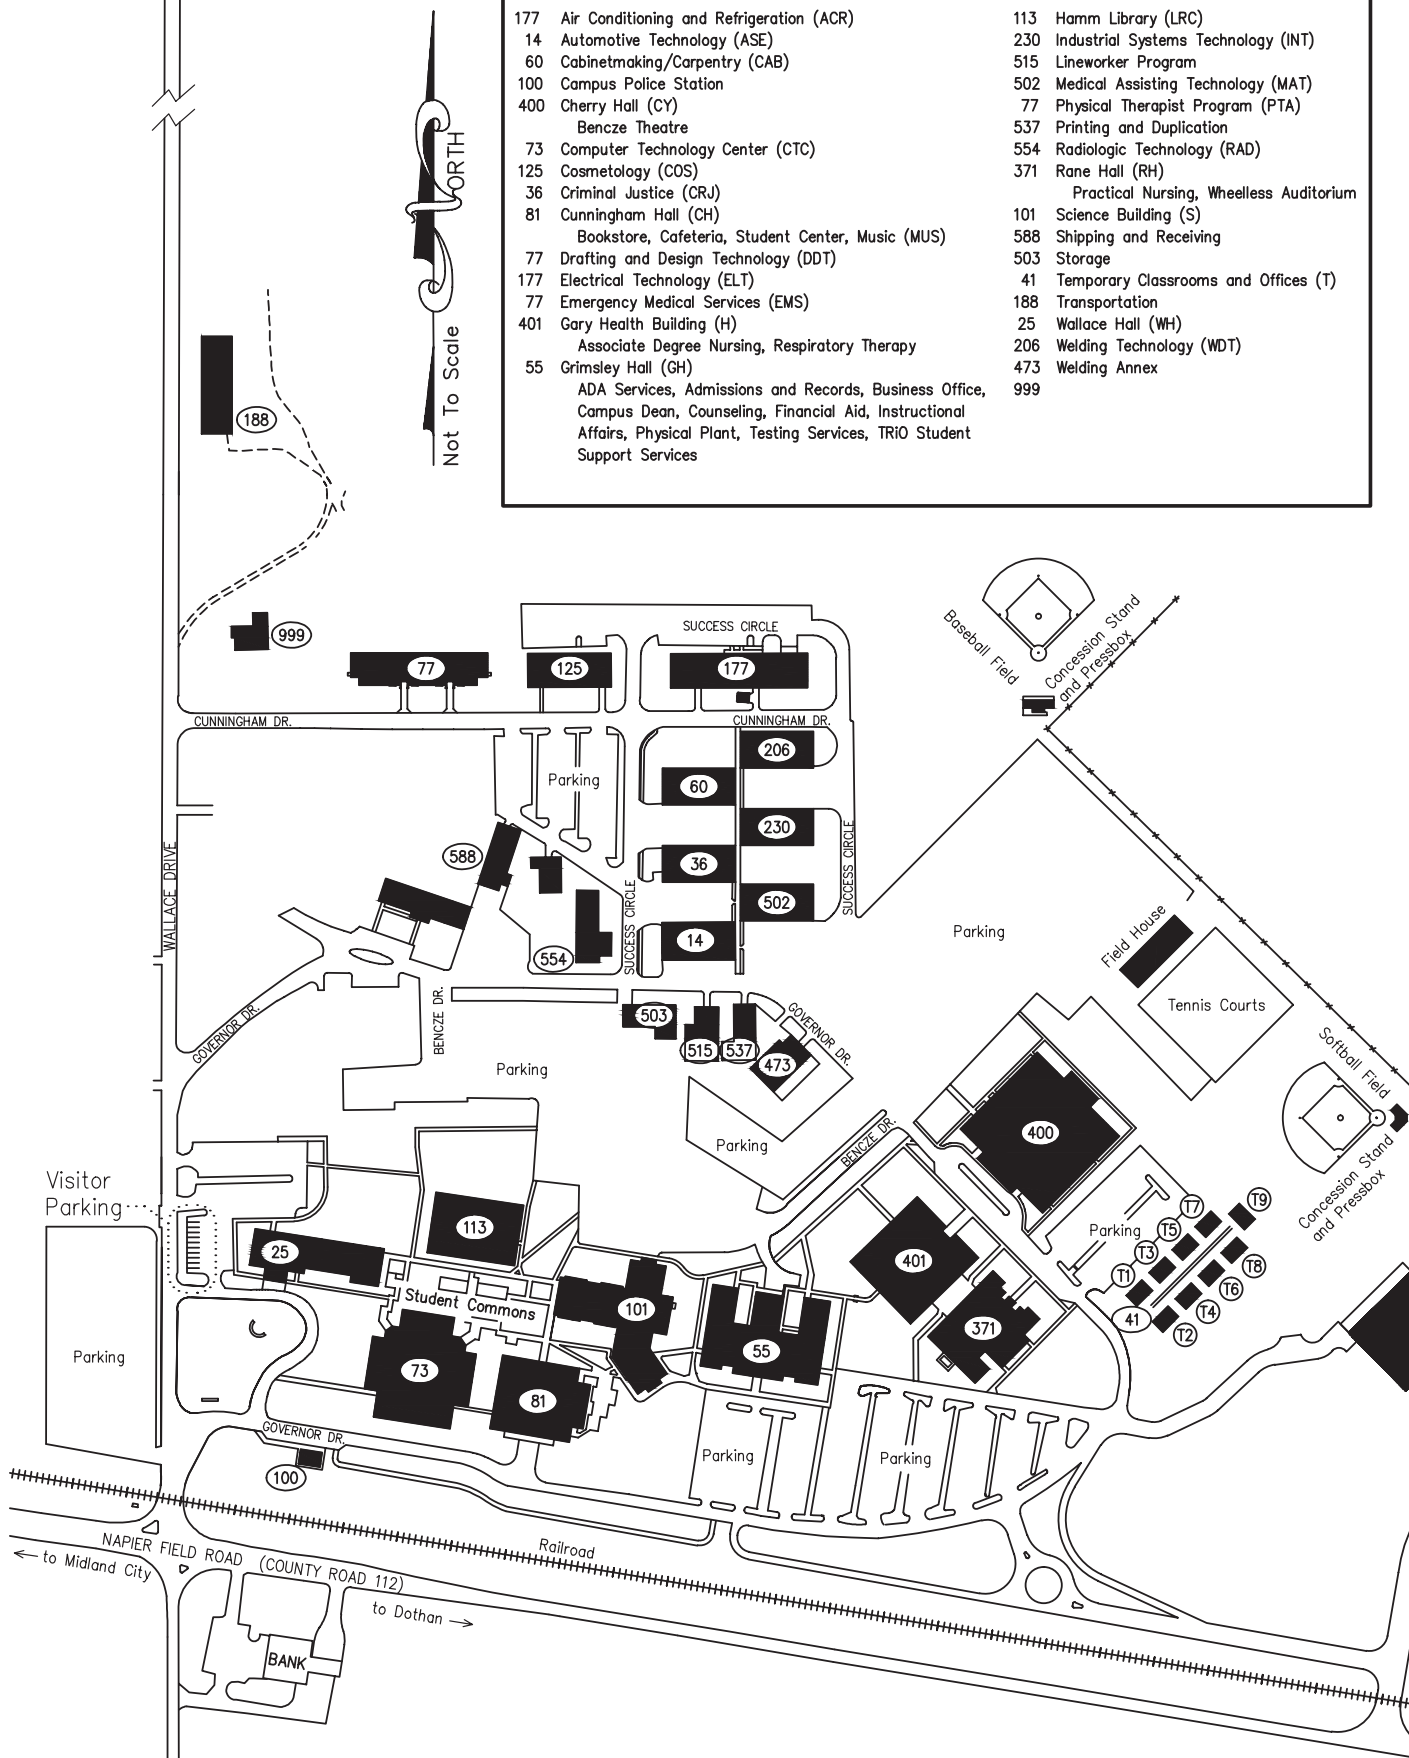 177 Air Conditioning and Refrigeration (ACR)
14 Automotive Technology (ASE)
60 Cabinetmaking/Carpentry (CAB)
100 Campus Police Station
400 Cherry Hall (CY)
Bencze Theatre
73 Computer Technology Center (CTC)
125 Cosmetology (COS)
36 Criminal Justice (CRJ)
81 Cunningham Hall (CH)
Bookstore, Cafeteria, Student Center, Music (MUS)
77 Drafting and Design Technology (DDT)
177 Electrical Technology (ELT)
77 Emergency Medical Services (EMS)
401 Gary Health Building (H)
Associate Degree Nursing, Respiratory Therapy
55 Grimsley Hall (GH)
ADA Services, Admissions and Records, Business Office,
Campus Dean, Counseling, Financial Aid, Instructional
Affairs, Physical Plant, Testing Services, TRiO Student
Support Services
113 Hamm Library (LRC)
230 Industrial Systems Technology (INT)
515 Lineworker Program
502 Medical Assisting Technology (MAT)
77 Physical Therapist Program (PTA)
537 Printing and Duplication
554 Radiologic Technology (RAD)
371 Rane Hall (RH)
Practical Nursing, Wheelless Auditorium
101 Science Building (S)
588 Shipping and Receiving
503 Storage
41 Temporary Classrooms and Offices (T)
188 Transportation
25 Wallace Hall (WH)
206 Welding Technology (WDT)
473 Welding Annex
999
NORTH
Not To Scale
188
999
77
125
SUCCESS CIRCLE
177
Baseball Field
Concession Stand
and Pressbox
CUNNINGHAM DR.
CUNNINGHAM DR.
206
Parking
60
230
588
36
SUCCESS CIRCLE
WALLACE DRIVE
502
SUCCESS CIRCLE
14
554
Parking
Field House
Tennis Courts
GOVERNOR DR.
BENCZE DR.
503
515
537
GOVERNOR DR.
473
Parking
Softball Field
Concession Stand
and Pressbox
400
Parking
BENCZE DR.
Visitor
Parking
113
25
401
Parking
T7
T9
T5
T3
T1
T8
T6
T4
T2
41
Student Commons
101
371
55
Parking
73
81
GOVERNOR DR.
100
Parking
Parking
Railroad
NAPIER FIELD ROAD (COUNTY ROAD 112)
to Midland City
to Dothan
BANK